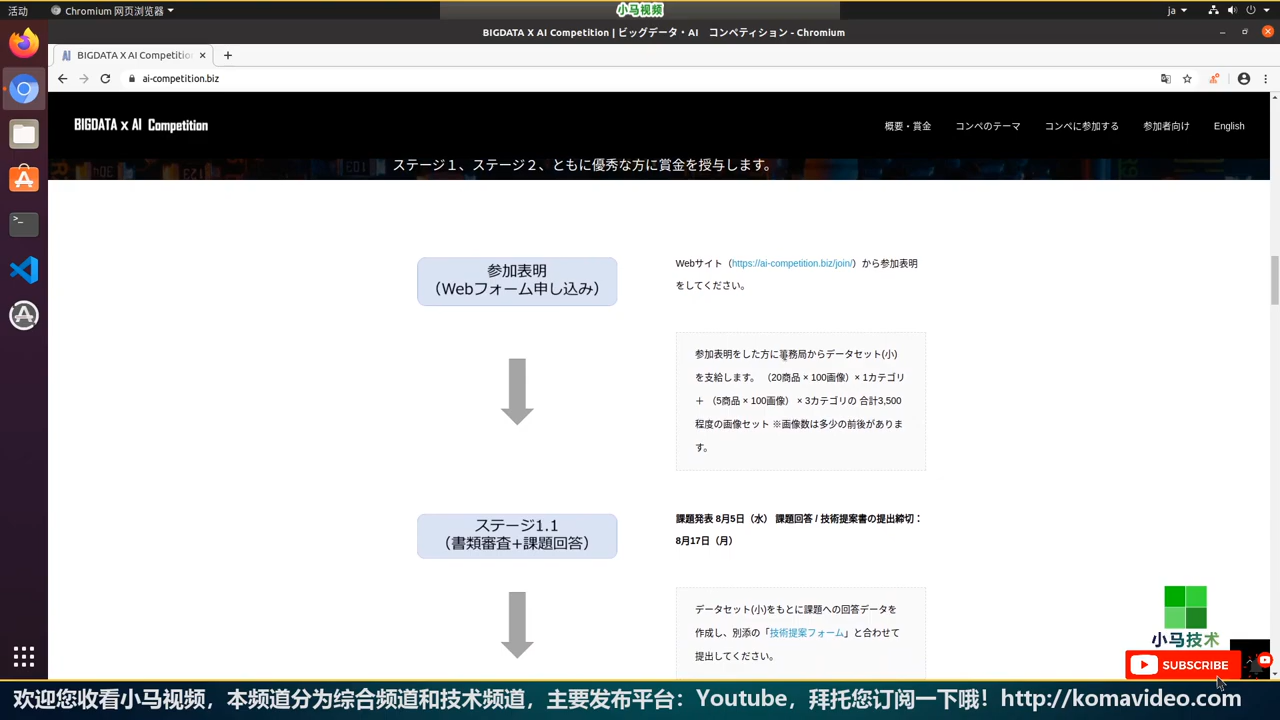 活动
Chromium 网页浏览器
小马视频
ja
BIGDATA X AI Competition | ビッグデータ・AI　コンペティション - Chromium
BIGDATA X AI Competitio
ai-competition.biz
BIGDATA x AI Competition
概要・賞金
コンペのテーマ
コンペに参加する
参加者向け
English
ステージ１、ステージ２、ともに優秀な方に賞金を授与します。
参加表明
（Webフォーム申し込み）
Webサイト（https://ai-competition.biz/join/）から参加表明
をしてください。
参加表明をした方に事務局からデータセット(小)
を支給します。 （20商品 × 100画像）× 1カテゴリ
＋ （5商品 × 100画像） × 3カテゴリの 合計3,500
程度の画像セット ※画像数は多少の前後がありま
す。
ステージ1.1
（書類審査+課題回答）
課題発表 8月5日（水） 課題回答 / 技術提案書の提出締切：
8月17日（月）
データセット(小)をもとに課題への回答データを
作成し、別添の「技術提案フォーム」と合わせて
提出してください。
小马技术
SUBSCRIBE
欢迎您收看小马视频，本频道分为综合频道和技术频道，主要发布平台：Youtube，拜托您订阅一下哦！http://komavideo.com